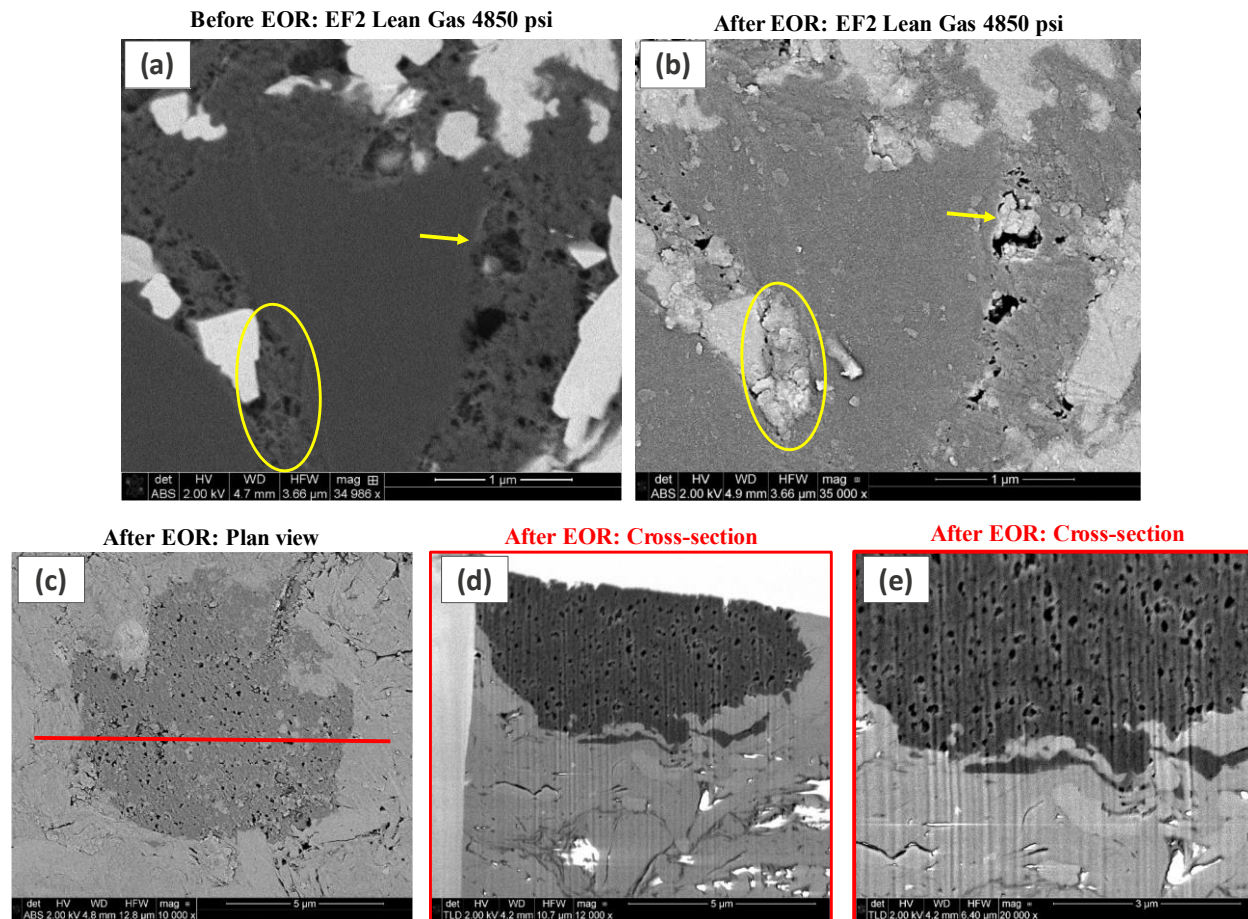 Before EOR: EF2 Lean Gas 4850 psi
After EOR: EF2 Lean Gas 4850 psi
(a)
(b)
det HV WD HFW mag
ABS 2.00 kV 4.7 mm 3.66 µm 34 986 x
1 µm
det HV WD HFW mag
ABS 2.00 kV 4.9 mm 3.66 µm 35 000 x
1 µm
After EOR: Plan view
After EOR: Cross-section
After EOR: Cross-section
(c)
(d)
(e)
det HV WD HFW mag
ABS 2.00 kV 4.8 mm 12.8 µm 10 000 x
5 µm
det HV WD HFW mag
TLD 2.00 kV 4.2 mm 10.7 µm 12 000 x
5 µm
det HV WD HFW mag
TLD 2.00 kV 4.2 mm 6.40 µm 20 000 x
3 µm